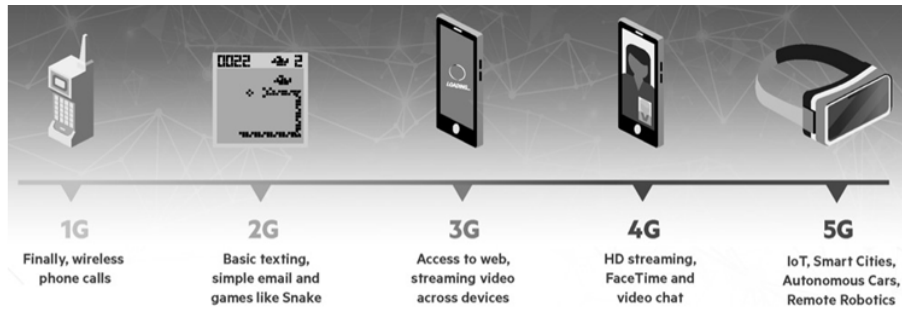 0022 2
LOADING...
1G
Finally, wireless
phone calls
2G
Basic texting,
simple email and
games like Snake
3G
Access to web,
streaming video
across devices
4G
HD streaming,
FaceTime and
video chat
5G
IoT, Smart Cities,
Autonomous Cars,
Remote Robotics